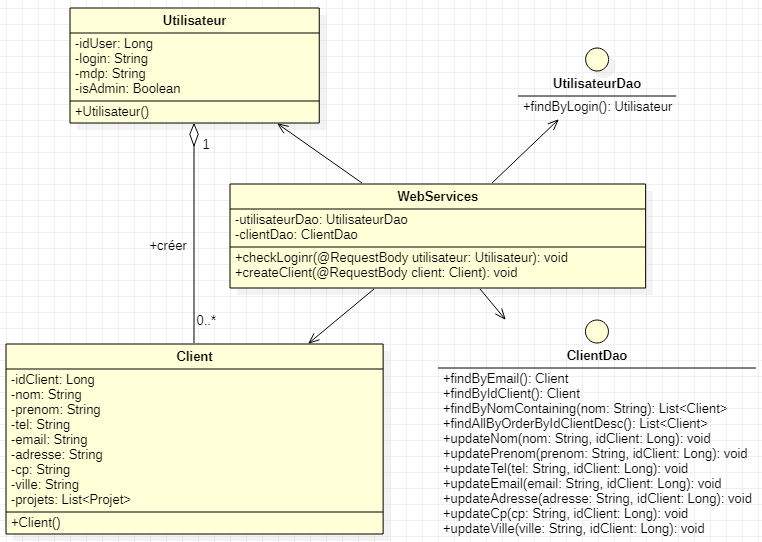 Utilisateur
-idUser: Long
-login: String
-mdp: String
-isAdmin: Boolean
+Utilisateur()
1
UtilisateurDao
+findByLogin(): Utilisateur
WebServices
-utilisateurDao: UtilisateurDao
-clientDao: ClientDao
+checkLoginr(@RequestBody utilisateur: Utilisateur): void
+createClient(@RequestBody client: Client): void
+créer
0..*
Client
-idClient: Long
-nom: String
-prenom: String
-tel: String
-email: String
-adresse: String
-cp: String
-ville: String
-projets: List<Projet>
+Client()
ClientDao
+findByEmail(): Client
+findByIdClient(): Client
+findByNomContaining(nom: String): List<Client>
+findAllByOrderByIdClientDesc(): List<Client>
+updateNom(nom: String, idClient: Long): void
+updatePrenom(prenom: String, idClient: Long): void
+updateTel(tel: String, idClient: Long): void
+updateEmail(email: String, idClient: Long): void
+updateAdresse(adresse: String, idClient: Long): void
+updateCp(cp: String, idClient: Long): void
+updateVille(ville: String, idClient: Long): void